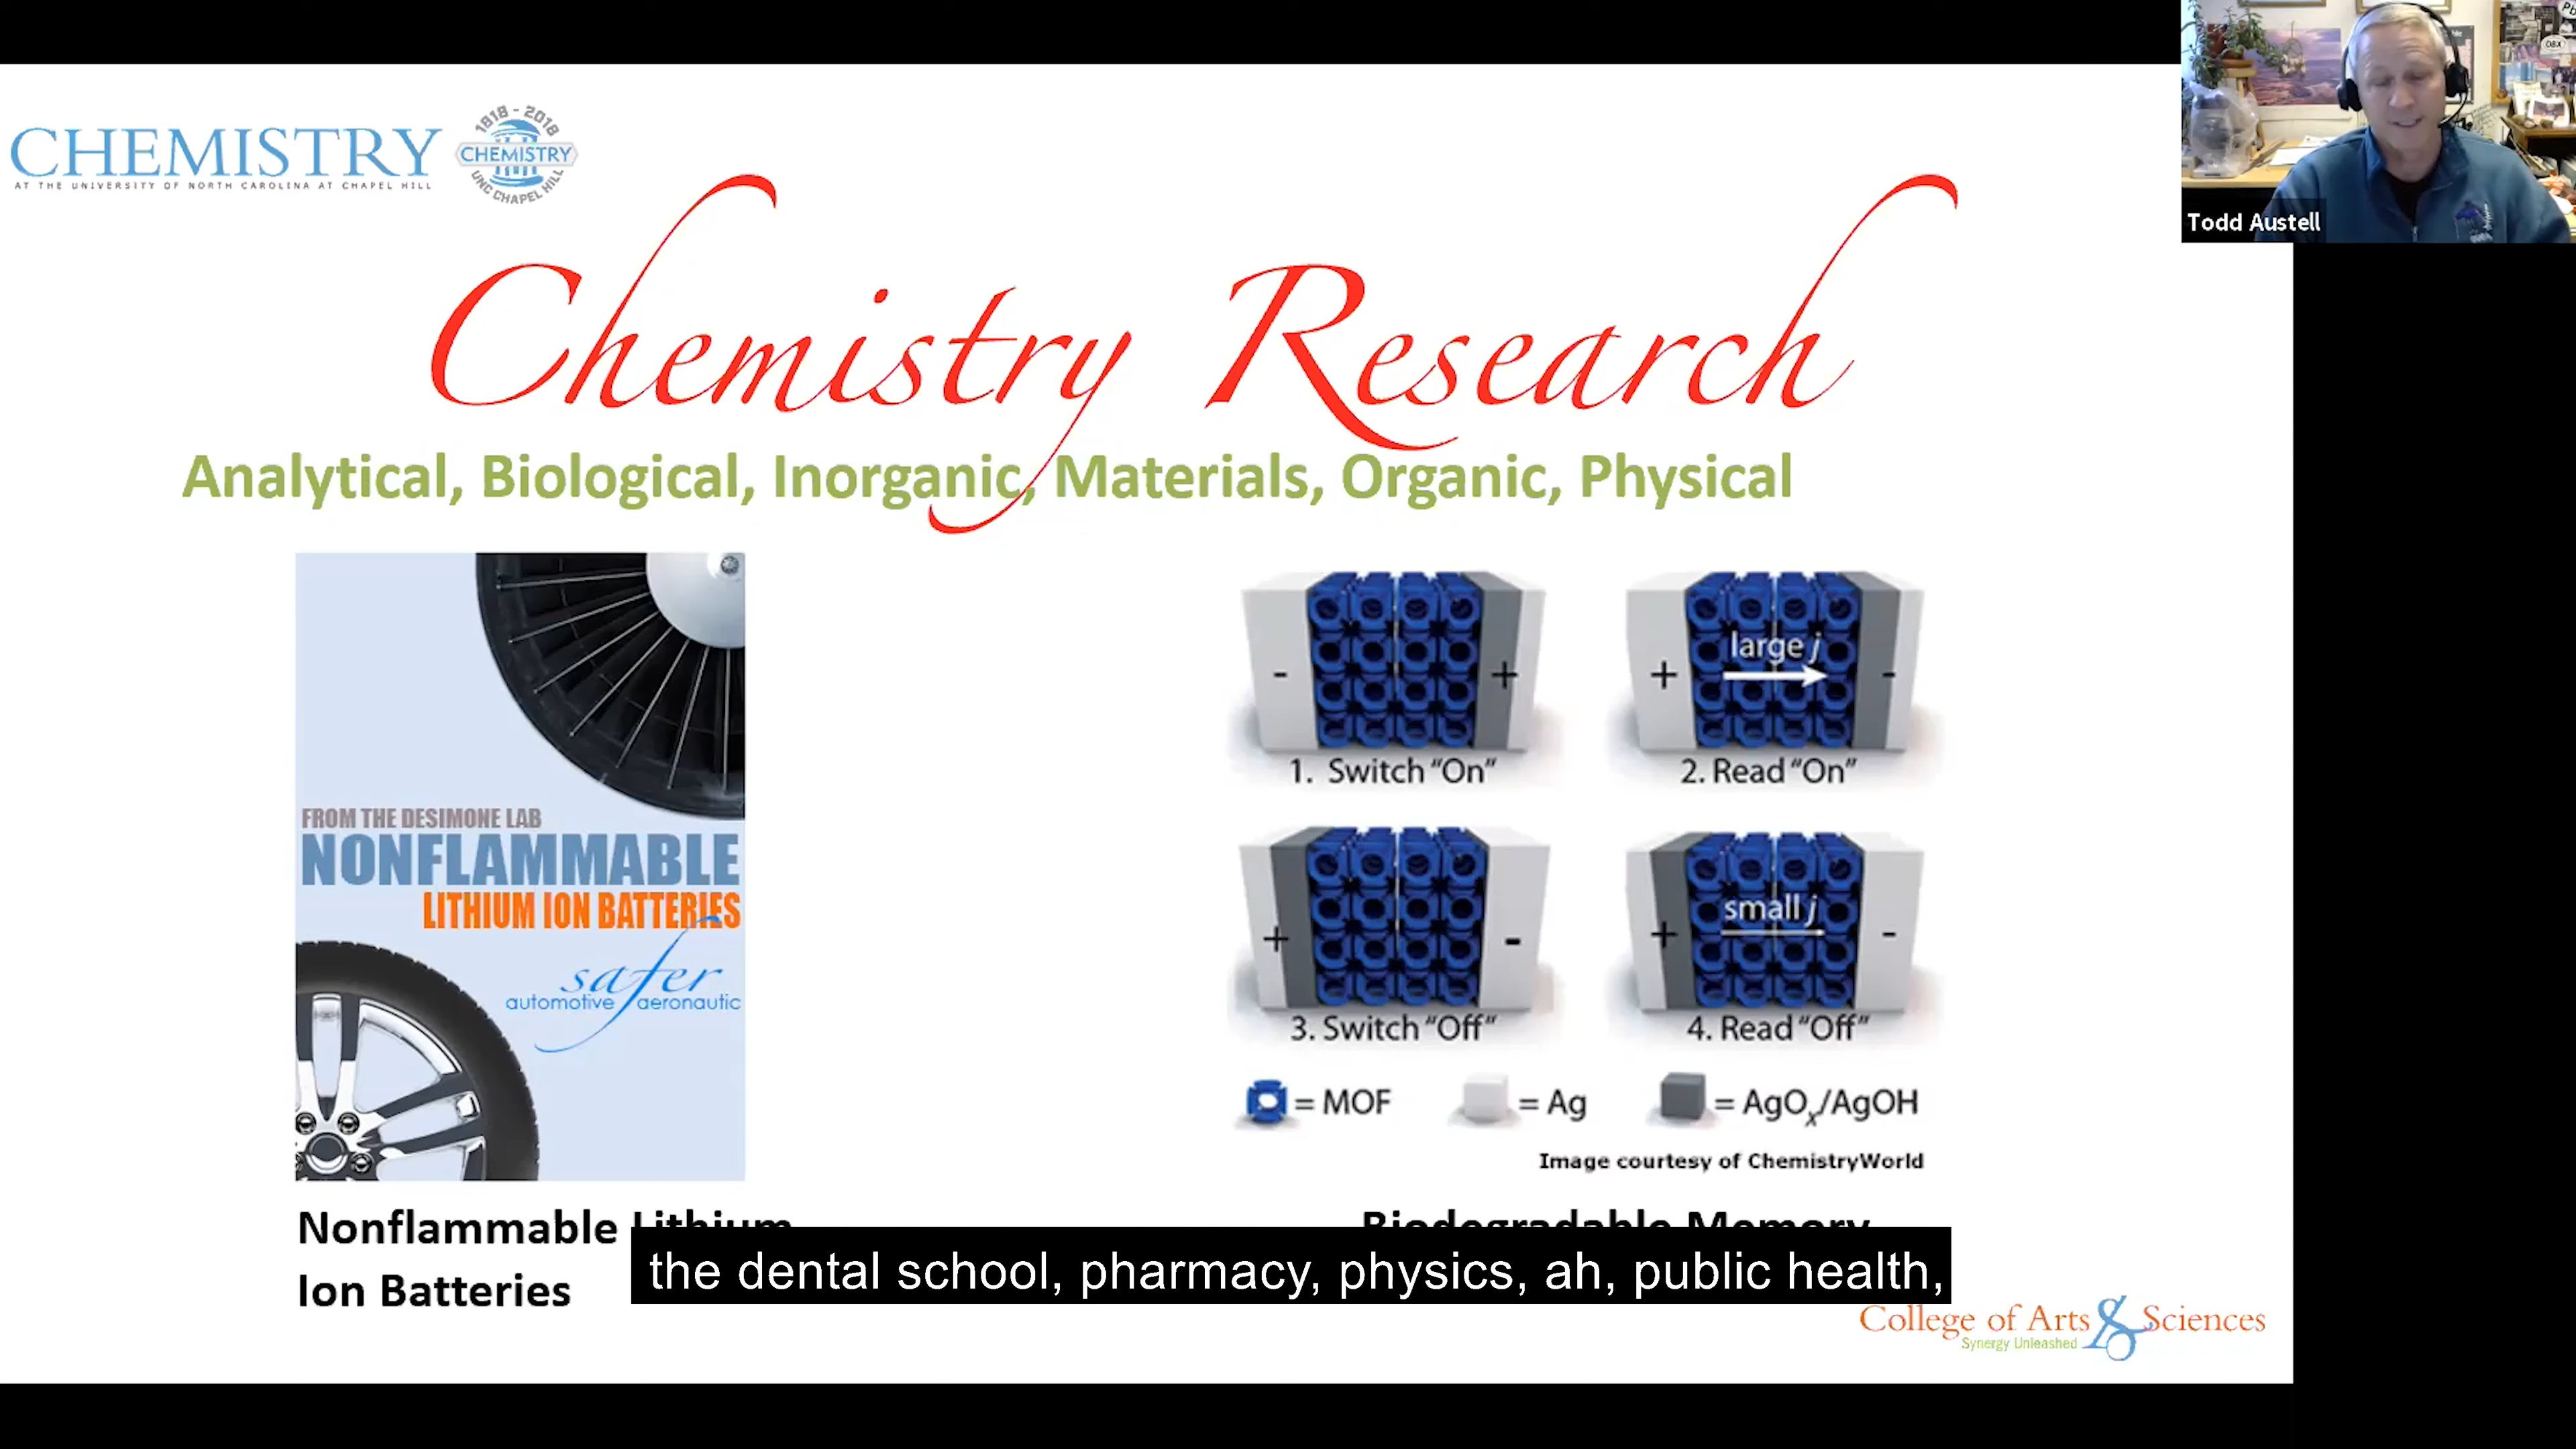 CHEMISTRY
AT THE UNIVERSITY OF NORTH CAROLINA AT CHAPEL HILL
1818 - 2018
CHEMISTRY
UNC CHAPEL HILL
Todd Austell
OBX
Chemistry Research
Analytical, Biological, Inorganic, Materials, Organic, Physical
FROM THE DESIMONE LAB
NONFLAMMABLE
LITHIUM ION BATTERIES
safer
automotive aeronautic
- +
+ large j -
1. Switch "On"
2. Read "On"
+ -
+ small j -
3. Switch "Off"
4. Read "Off"
= MOF = Ag = AgOx/AgOH
Image courtesy of ChemistryWorld
Nonflammable Lithium
Ion Batteries
Biodegradable Memory
the dental school, pharmacy, physics, ah, public health,
College of Arts & Sciences
Synergy Unleashed